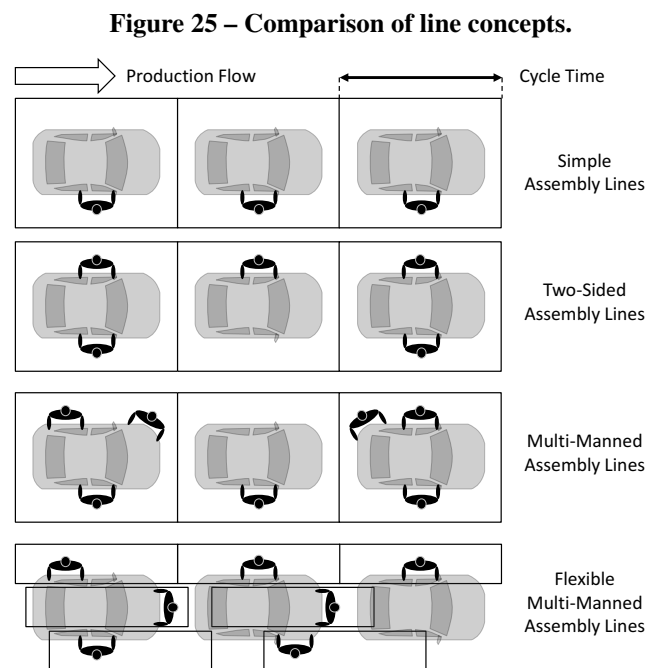 Figure 25 – Comparison of line concepts.
Production Flow
Cycle Time
Simple
Assembly Lines
Two-Sided
Assembly Lines
Multi-Manned
Assembly Lines
Flexible
Multi-Manned
Assembly Lines